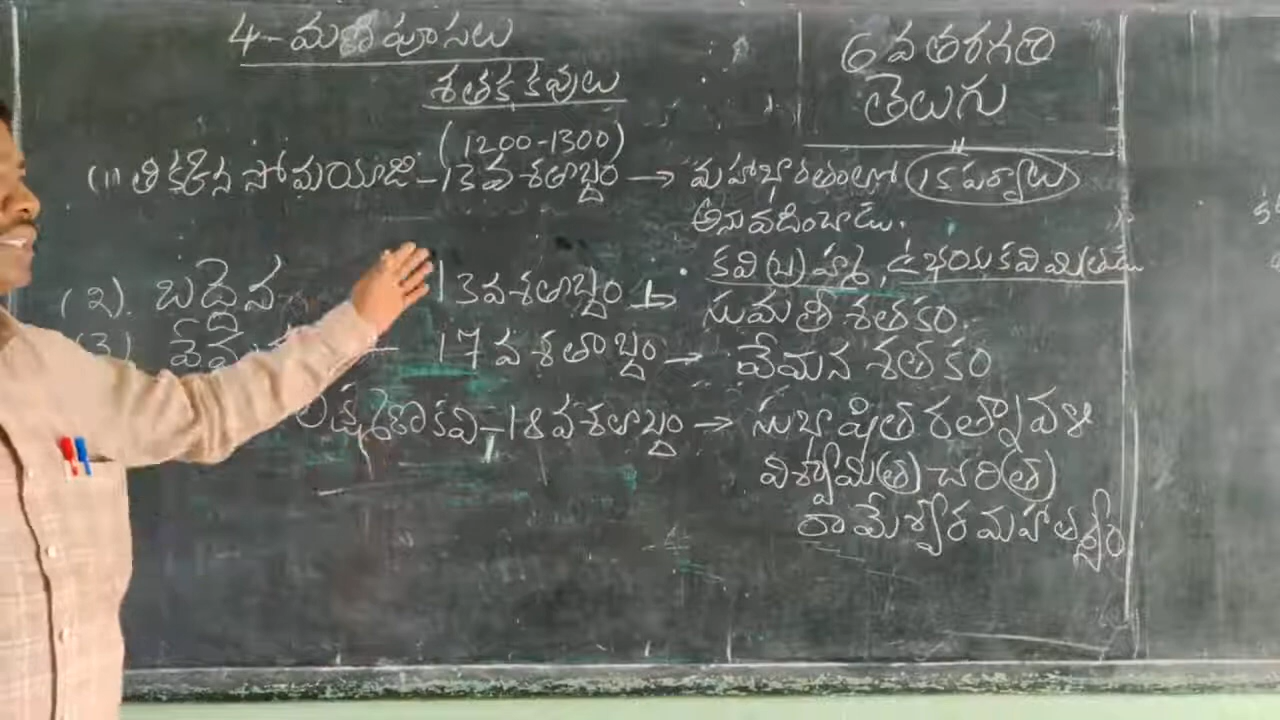 4-మణిపూసలు
6వ తరగతి
తెలుగు
శతక కవులు
(1200-1300)
(1) తిక్కన సోమయాజి-13వ శతాబ్దం → మహాభారతంలో 15 పర్వాలు
అనువదించాడు.
కవిబ్రహ్మ, ఉభయకవి మిత్రుడు
(2). బద్దెన 13వ శతాబ్దం → సుమతీ శతకం.
(3) – 17వ శతాబ్దం → వేమన శతకం
లక్ష్మణకవి-18వ శతాబ్దం → సుభాషిత రత్నావళి
విశ్వామిత్ర చరిత్ర
రామేశ్వర మహాత్మ్యం